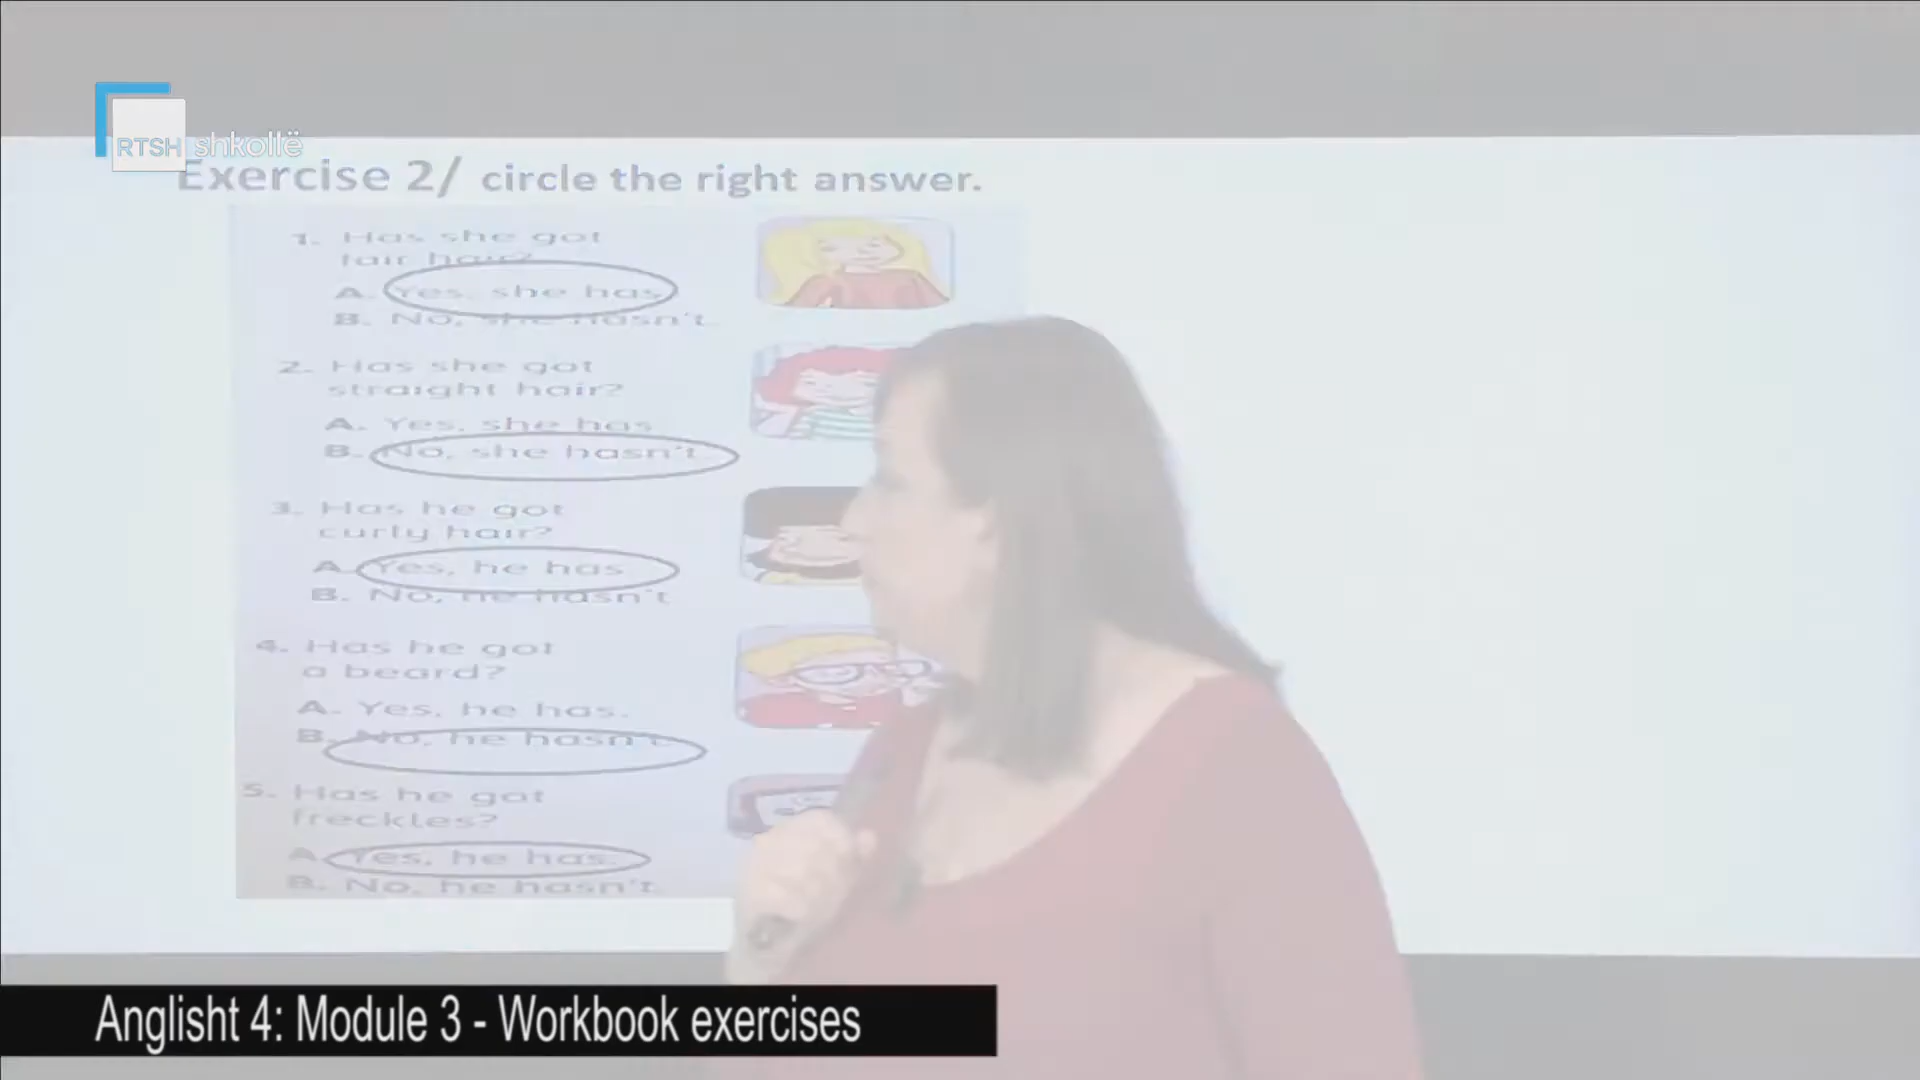 RTSH shkollë
Exercise 2/ circle the right answer.
1. Has she got
fair hair?
A. Yes, she has.
B. No, she hasn't.
2. Has she got
straight hair?
A. Yes, she has.
B. No, she hasn't.
3. Has he got
curly hair?
A. Yes, he has.
B. No, he hasn't
4. Has he got
a beard?
A. Yes, he has.
B. No, he hasn't.
5. Has he got
freckles?
A. Yes, he has.
B. No, he hasn't.
Anglisht 4: Module 3 - Workbook exercises